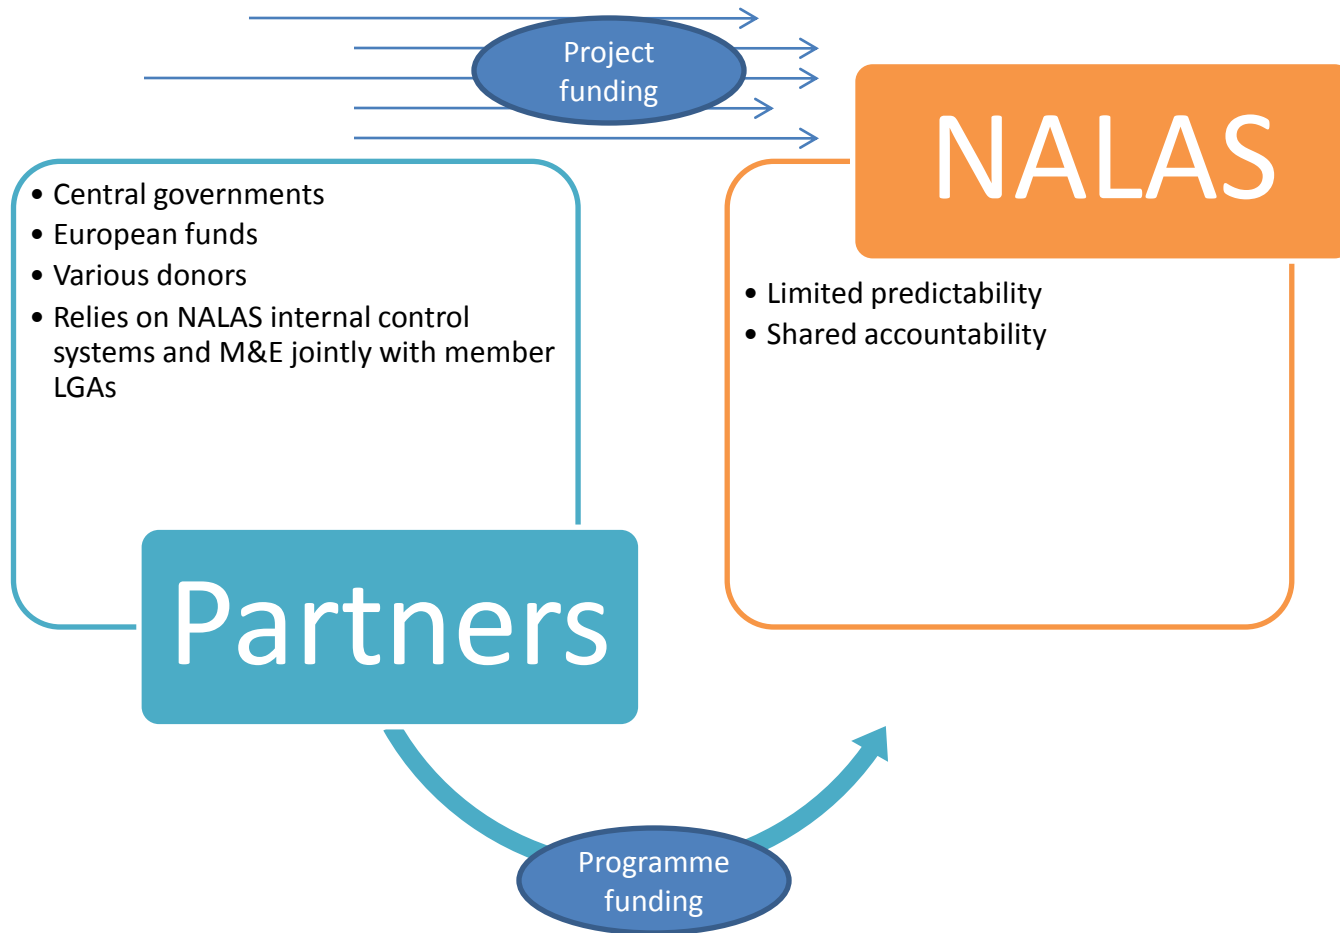 Project
funding
NALAS
• Central governments
• European funds
• Various donors
• Relies on NALAS internal control
systems and M&E jointly with member
LGAs
• Limited predictability
• Shared accountability
Partners
Programme
funding